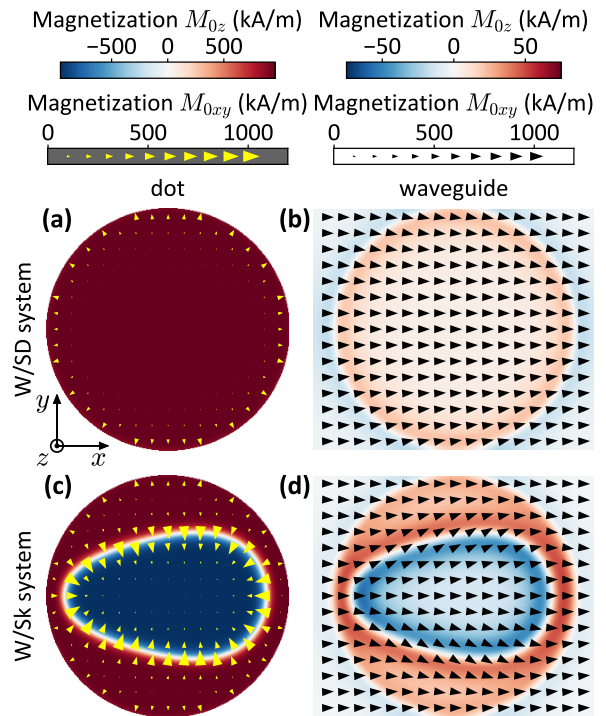 Magnetization M0z (kA/m) Magnetization M0z (kA/m)
−500 0 500 −50 0 50
Magnetization M0xy (kA/m) Magnetization M0xy (kA/m)
0 500 1000 0 500 1000
dot waveguide
(a) (b)
W/SD system
y
z x
(c) (d)
W/Sk system